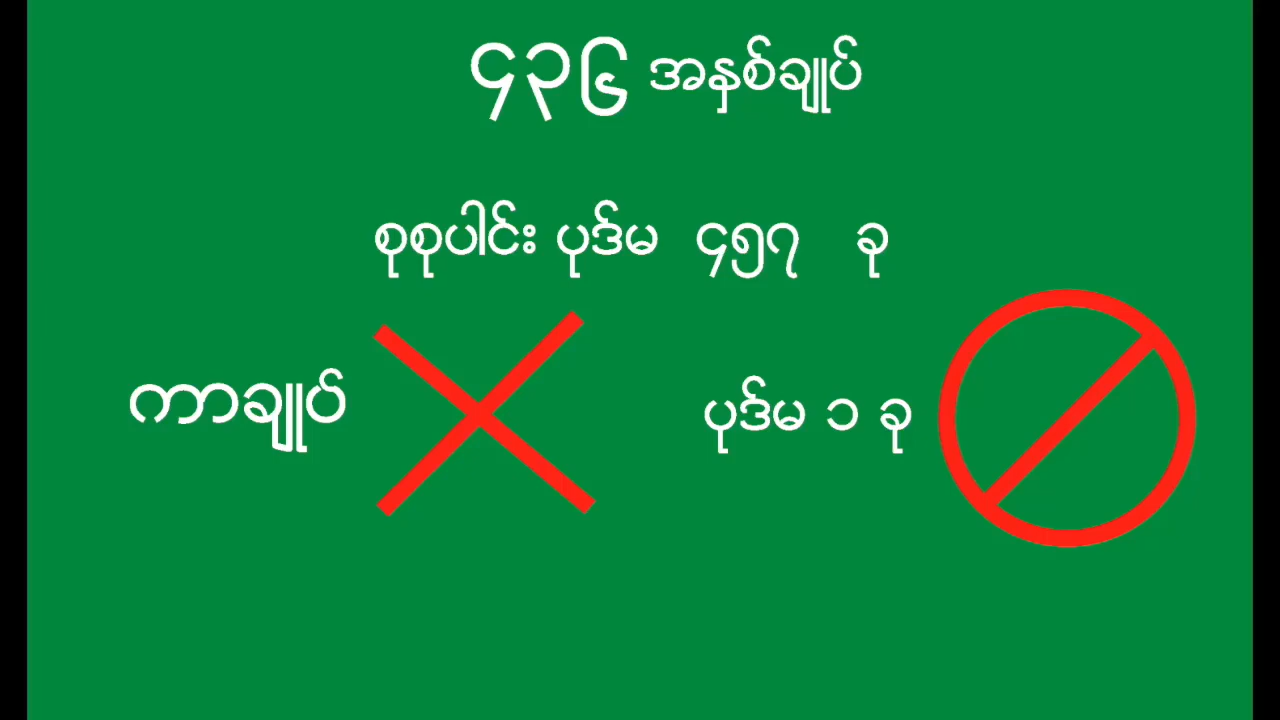 ၄၃၆ အနှစ်ချုပ်
စုစုပေါင်း ပုဒ်မ ၄၅၇ ခု
ကာချုပ်
ပုဒ်မ ၁ ခု